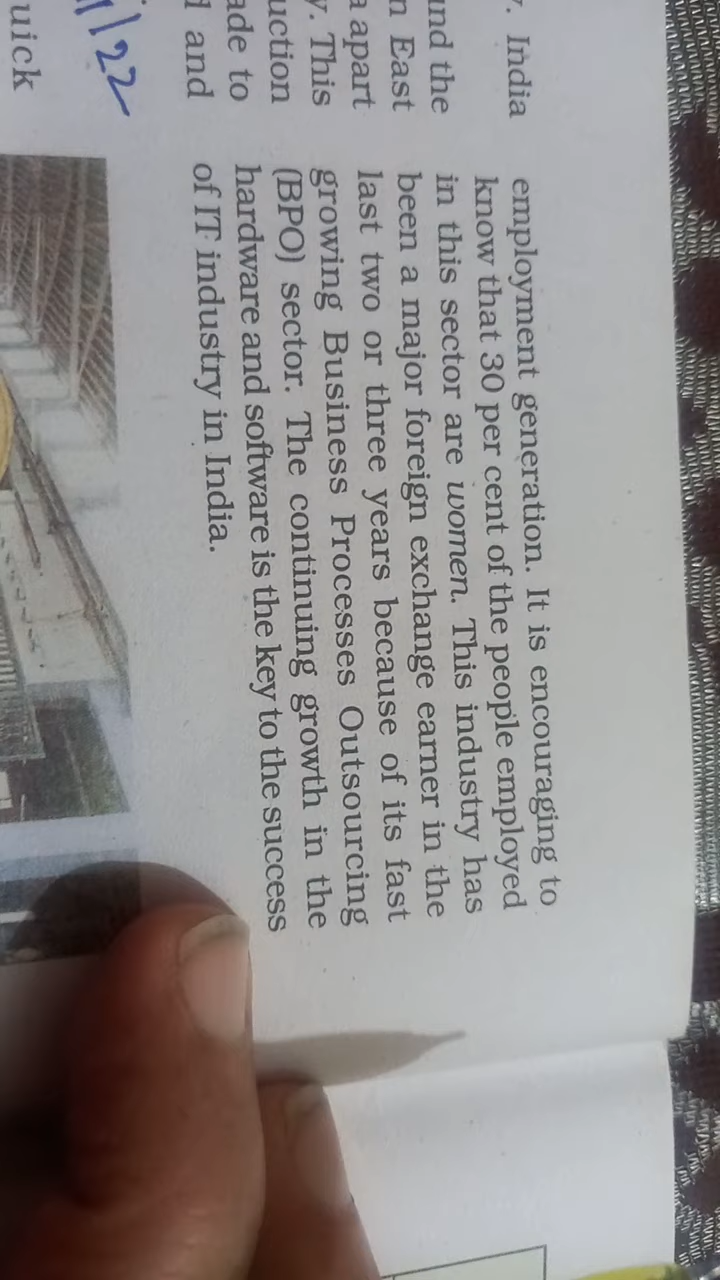 . India
und the
n East
a apart
y. This
uction
ade to
and
22
uick
employment generation. It is encouraging to
know that 30 per cent of the people employed
in this sector are women. This industry has
been a major foreign exchange earner in the
last two or three years because of its fast
growing Business Processes Outsourcing
(BPO) sector. The continuing growth in the
hardware and software is the key to the success
of IT industry in India.